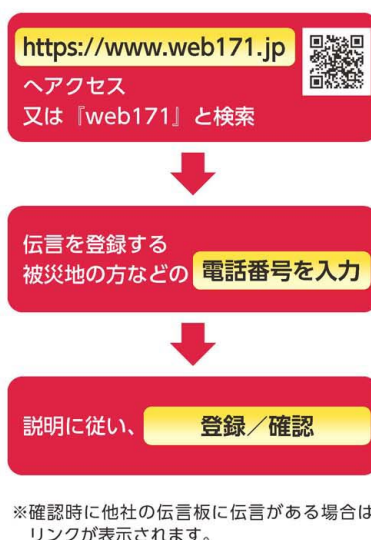 https://www.web171.jp
へアクセス
又は『web171』と検索
伝言を登録する
被災地の方などの 電話番号を入力
説明に従い、 登録／確認
※確認時に他社の伝言板に伝言がある場合は
リンクが表示されます。